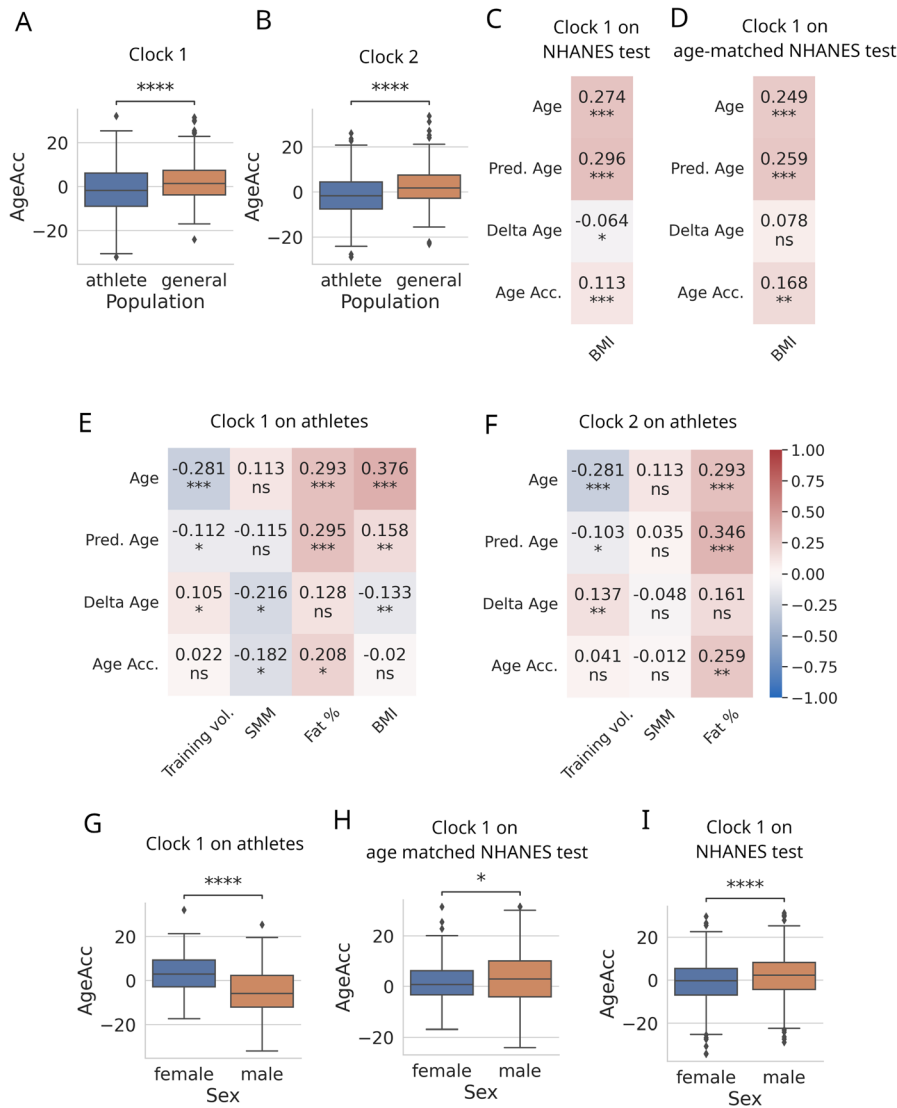 A
Clock 1
****
AgeAcc
20
0
−20
athlete general
Population
B
Clock 2
****
AgeAcc
20
0
−20
athlete general
Population
C
Clock 1 on
NHANES test
Age
0.274
***
Pred. Age
0.296
***
Delta Age
-0.064
*
Age Acc.
0.113
***
BMI
D
Clock 1 on
age-matched NHANES test
Age
0.249
***
Pred. Age
0.259
***
Delta Age
0.078
ns
Age Acc.
0.168
**
BMI
E
Clock 1 on athletes
Age
-0.281 0.113 0.293 0.376
*** ns *** ***
Pred. Age
-0.112 -0.115 0.295 0.158
* ns *** **
Delta Age
0.105 -0.216 0.128 -0.133
* * ns **
Age Acc.
0.022 -0.182 0.208 -0.02
ns * * ns
Training vol. SMM Fat % BMI
F
Clock 2 on athletes
Age
-0.281 0.113 0.293
*** ns ***
Pred. Age
-0.103 0.035 0.346
* ns ***
Delta Age
0.137 -0.048 0.161
** ns ns
Age Acc.
0.041 -0.012 0.259
ns ns **
Training vol. SMM Fat %
1.00
0.75
0.50
0.25
0.00
−0.25
−0.50
−0.75
−1.00
G
Clock 1 on athletes
****
AgeAcc
20
0
−20
female male
Sex
H
Clock 1 on
age matched NHANES test
*
AgeAcc
20
0
−20
female male
Sex
I
Clock 1 on
NHANES test
****
AgeAcc
20
0
−20
female male
Sex